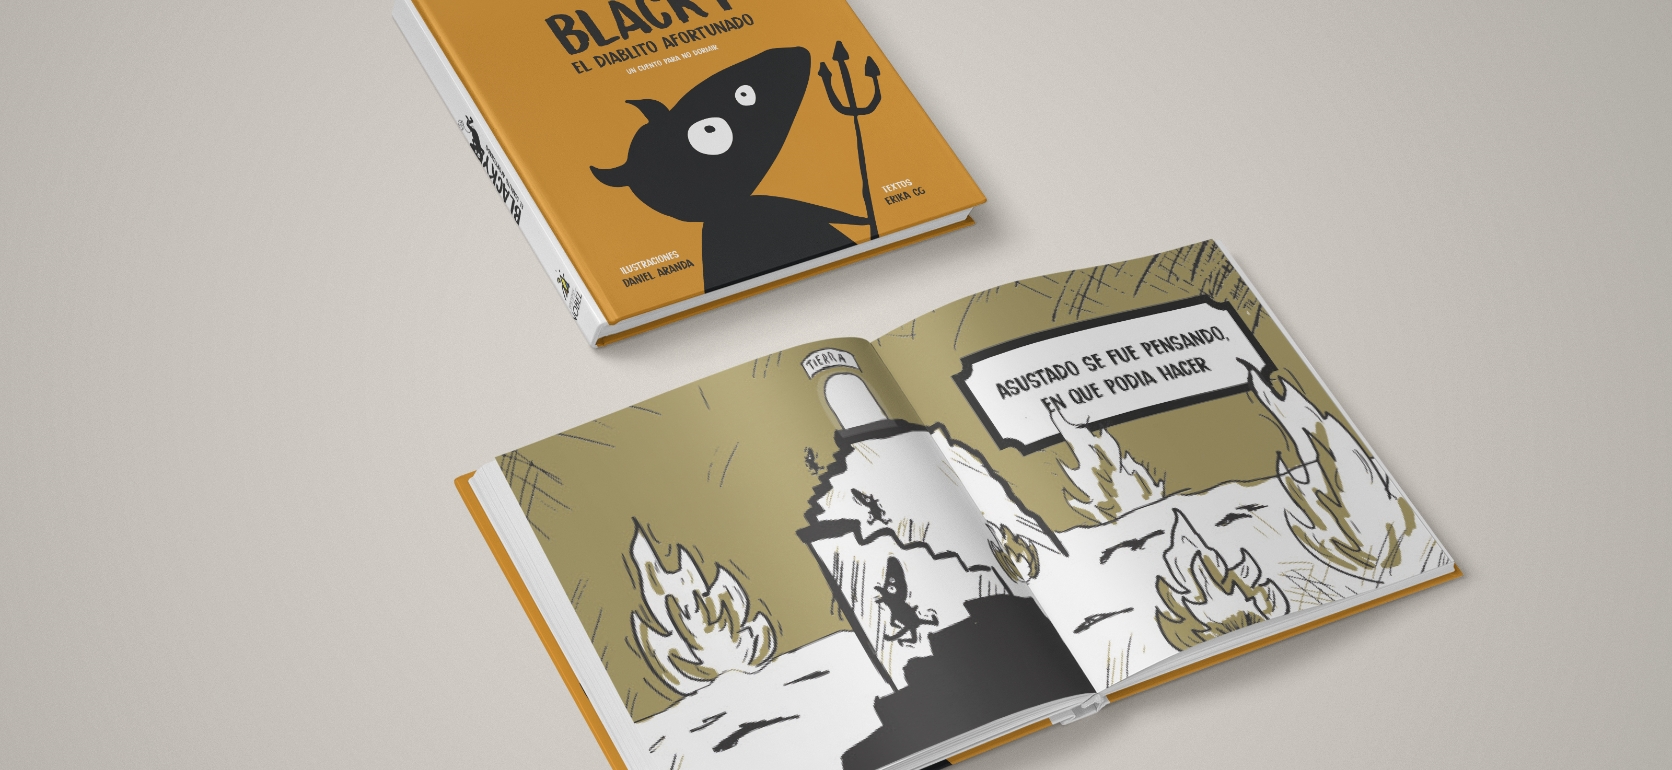 BLACKY
EL DIABLITO AFORTUNADO
UN CUENTO PARA NO DORMIR
TEXTOS
ERIKA CG
ILUSTRACIONES
DANIEL ARANDA
BLACKY
TIERRA
ASUSTADO SE FUE PENSANDO,
EN QUE PODIA HACER